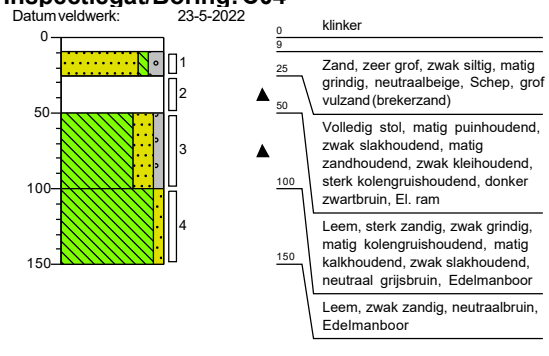 Datum veldwerk: 23-5-2022
0
50
100
150
1
2
3
4
0
klinker
9
Zand, zeer grof, zwak siltig, matig
grindig, neutraalbeige, Schep, grof
vulzand (brekerzand)
25
Volledig stol, matig puinhoudend,
zwak slakhoudend, matig
zandhoudend, zwak kleihoudend,
sterk kolengruishoudend, donker
zwartbruin, El. ram
50
Leem, sterk zandig, zwak grindig,
matig kolengruishoudend, matig
kalkhoudend, zwak slakhoudend,
neutraal grijsbruin, Edelmanboor
100
Leem, zwak zandig, neutraalbruin,
Edelmanboor
150